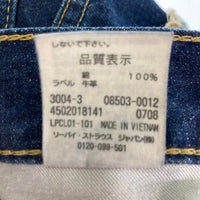 しないで下さい。
品質表示
綿 100%
ラベル 牛革
3004-3 08503-0012
4502018141 0708
LPCL01-101 MADE IN VIETNAM
リーバイ・ストラウス ジャパン(株)
0120-099-501